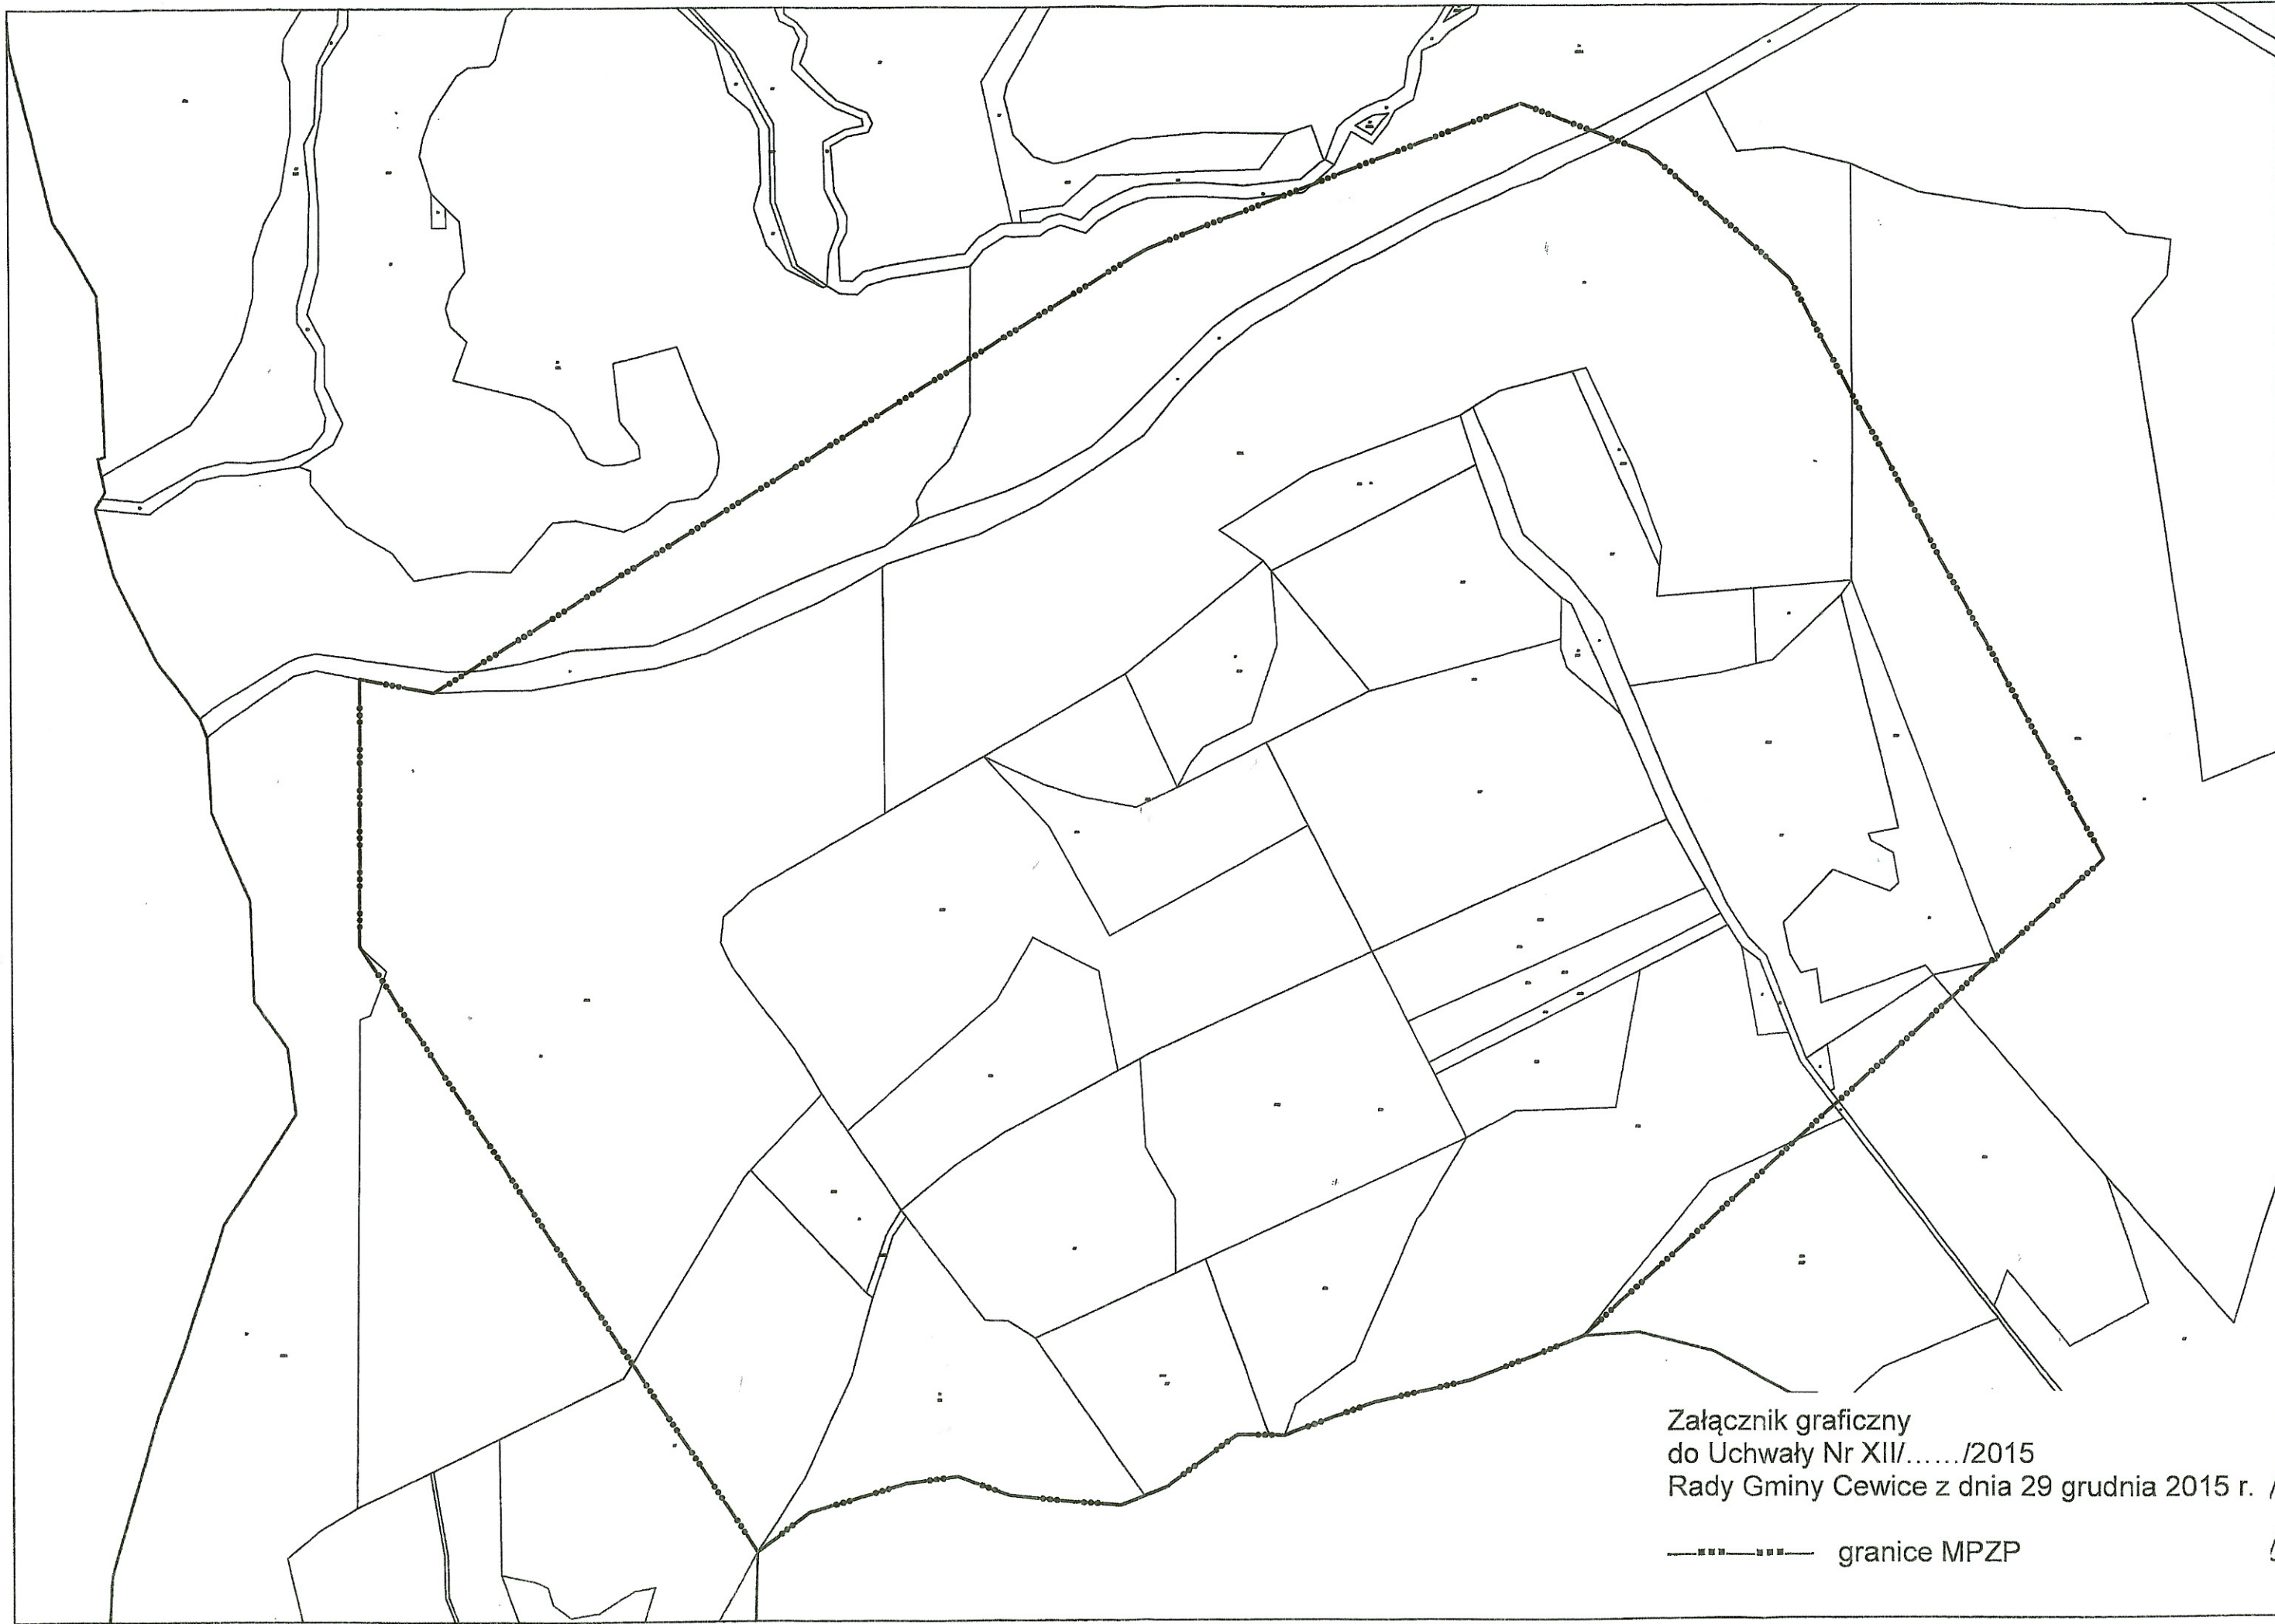 Załącznik graficzny
do Uchwały Nr XII/....../2015
Rady Gminy Cewice z dnia 29 grudnia 2015 r.
granice MPZP